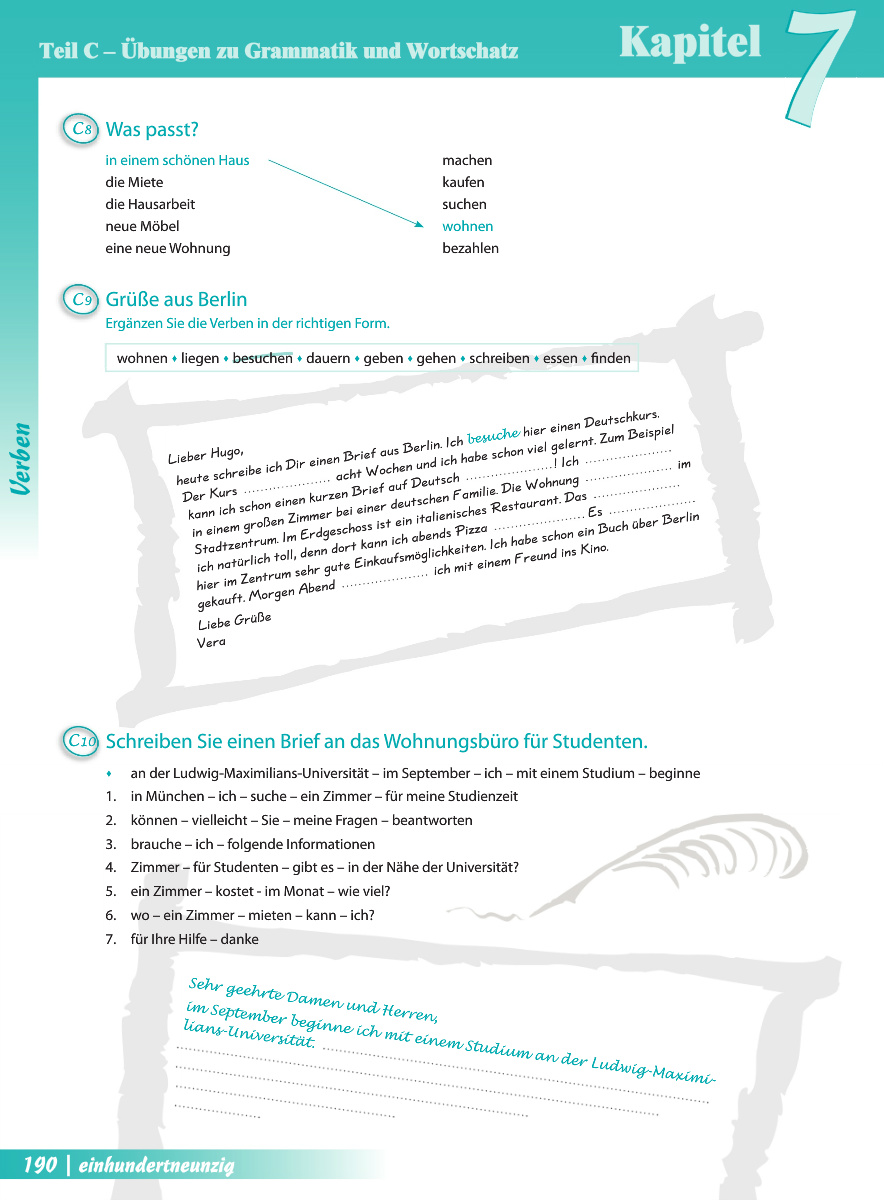 Teil C – Übungen zu Grammatik und Wortschatz
Kapitel 7
C8 Was passt?
in einem schönen Haus machen
die Miete kaufen
die Hausarbeit suchen
neue Möbel wohnen
eine neue Wohnung bezahlen
C9 Grüße aus Berlin
Ergänzen Sie die Verben in der richtigen Form.
wohnen ♦ liegen ♦ besuchen ♦ dauern ♦ geben ♦ gehen ♦ schreiben ♦ essen ♦ finden
Verben
Lieber Hugo,
heute schreibe ich Dir einen Brief aus Berlin. Ich besuche hier einen Deutschkurs.
Der Kurs ..................... acht Wochen und ich habe schon viel gelernt. Zum Beispiel
kann ich schon einen kurzen Brief auf Deutsch .....................! Ich .....................
in einem großen Zimmer bei einer deutschen Familie. Die Wohnung ..................... im
Stadtzentrum. Im Erdgeschoss ist ein italienisches Restaurant. Das .....................
ich natürlich toll, denn dort kann ich abends Pizza ..................... . Es .....................
hier im Zentrum sehr gute Einkaufsmöglichkeiten. Ich habe schon ein Buch über Berlin
gekauft. Morgen Abend ..................... ich mit einem Freund ins Kino.
Liebe Grüße
Vera
C10 Schreiben Sie einen Brief an das Wohnungsbüro für Studenten.
♦ an der Ludwig-Maximilians-Universität – im September – ich – mit einem Studium – beginne
1. in München – ich – suche – ein Zimmer – für meine Studienzeit
2. können – vielleicht – Sie – meine Fragen – beantworten
3. brauche – ich – folgende Informationen
4. Zimmer – für Studenten – gibt es – in der Nähe der Universität?
5. ein Zimmer – kostet - im Monat – wie viel?
6. wo – ein Zimmer – mieten – kann – ich?
7. für Ihre Hilfe – danke
Sehr geehrte Damen und Herren,
im September beginne ich mit einem Studium an der Ludwig-Maximi-
lians-Universität.
190 | einhundertneunzig